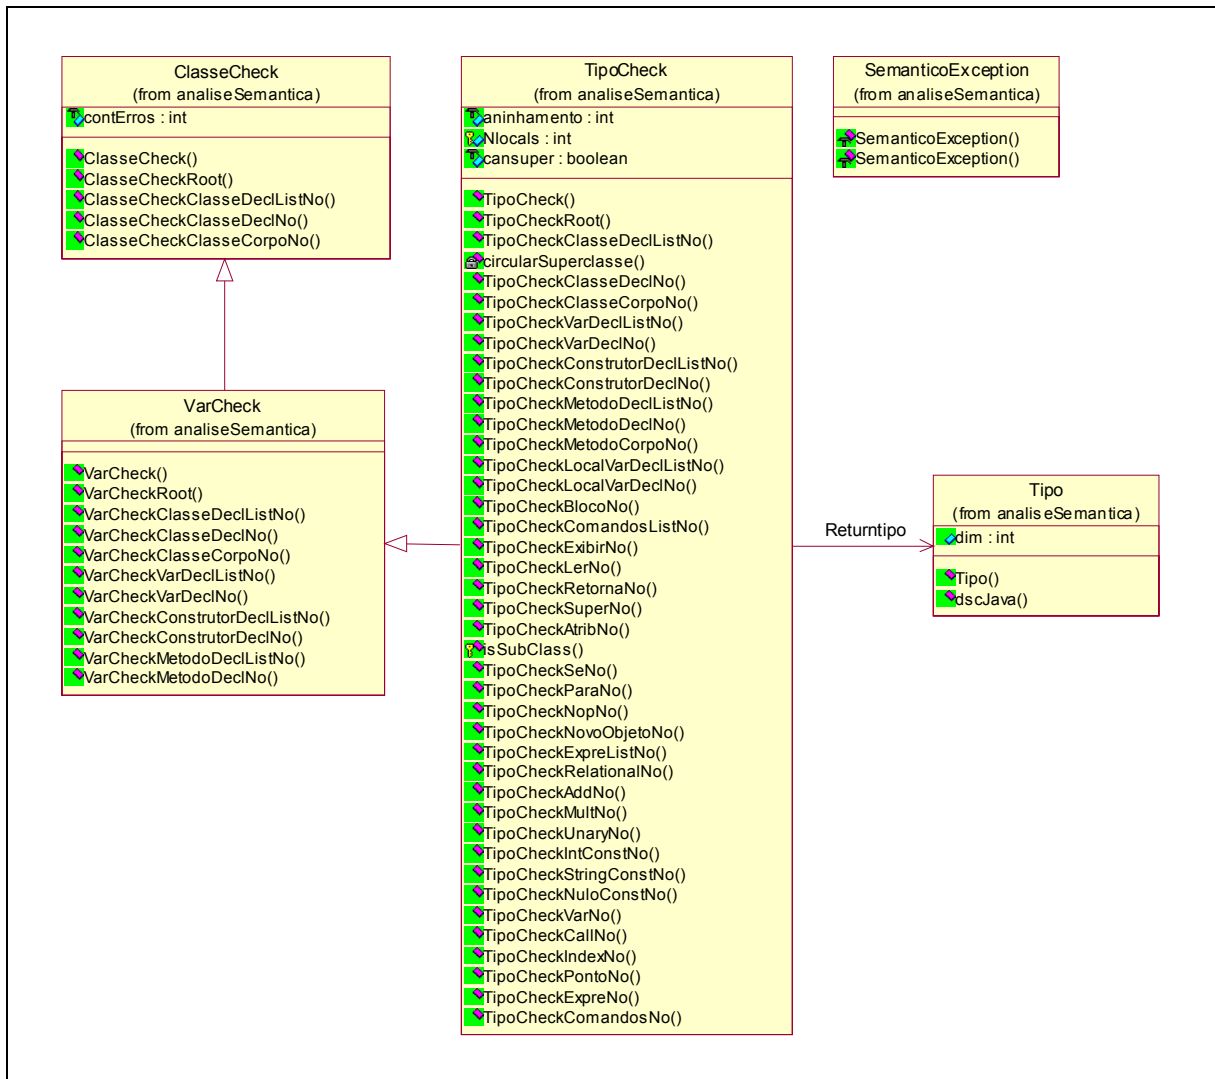 ClasseCheck
(from analiseSemantica)
contErros : int
ClasseCheck()
ClasseCheckRoot()
ClasseCheckClasseDeclListNo()
ClasseCheckClasseDeclNo()
ClasseCheckClasseCorpoNo()
VarCheck
(from analiseSemantica)
VarCheck()
VarCheckRoot()
VarCheckClasseDeclListNo()
VarCheckClasseDeclNo()
VarCheckClasseCorpoNo()
VarCheckVarDeclListNo()
VarCheckVarDeclNo()
VarCheckConstrutorDeclListNo()
VarCheckConstrutorDeclNo()
VarCheckMetodoDeclListNo()
VarCheckMetodoDeclNo()
TipoCheck
(from analiseSemantica)
aninhamento : int
Nlocals : int
cansuper : boolean
TipoCheck()
TipoCheckRoot()
TipoCheckClasseDeclListNo()
circularSuperclasse()
TipoCheckClasseDeclNo()
TipoCheckClasseCorpoNo()
TipoCheckVarDeclListNo()
TipoCheckVarDeclNo()
TipoCheckConstrutorDeclListNo()
TipoCheckConstrutorDeclNo()
TipoCheckMetodoDeclListNo()
TipoCheckMetodoDeclNo()
TipoCheckMetodoCorpoNo()
TipoCheckLocalVarDeclListNo()
TipoCheckLocalVarDeclNo()
TipoCheckBlocoNo()
TipoCheckComandosListNo()
TipoCheckExibirNo()
TipoCheckLerNo()
TipoCheckRetornaNo()
TipoCheckSuperNo()
TipoCheckAtribNo()
isSubClass()
TipoCheckSeNo()
TipoCheckParaNo()
TipoCheckNopNo()
TipoCheckNovoObjetoNo()
TipoCheckExpreListNo()
TipoCheckRelationalNo()
TipoCheckAddNo()
TipoCheckMultNo()
TipoCheckUnaryNo()
TipoCheckIntConstNo()
TipoCheckStringConstNo()
TipoCheckNuloConstNo()
TipoCheckVarNo()
TipoCheckCallNo()
TipoCheckIndexNo()
TipoCheckPontoNo()
TipoCheckExpreNo()
TipoCheckComandosNo()
SemanticoException
(from analiseSemantica)
SemanticoException()
SemanticoException()
Returntipo
Tipo
(from analiseSemantica)
dim : int
Tipo()
dscJava()